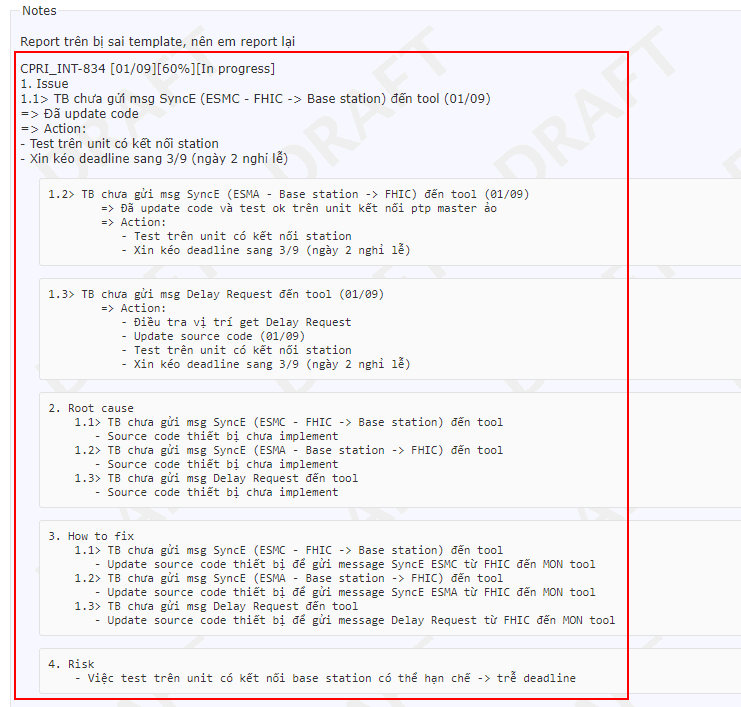 Notes
Report trên bị sai template, nên em report lại
CPRI_INT-834 [01/09][60%][In progress]
1. Issue
1.1> TB chưa gửi msg SyncE (ESMC - FHIC -> Base station) đến tool (01/09)
=> Đã update code
=> Action:
- Test trên unit có kết nối station
- Xin kéo deadline sang 3/9 (ngày 2 nghỉ lễ)
1.2> TB chưa gửi msg SyncE (ESMA - Base station -> FHIC) đến tool (01/09)
=> Đã update code và test ok trên unit kết nối ptp master ảo
=> Action:
- Test trên unit có kết nối station
- Xin kéo deadline sang 3/9 (ngày 2 nghỉ lễ)
1.3> TB chưa gửi msg Delay Request đến tool (01/09)
=> Action:
- Điều tra vị trí get Delay Request
- Update source code (01/09)
- Test trên unit có kết nối station
- Xin kéo deadline sang 3/9 (ngày 2 nghỉ lễ)
2. Root cause
1.1> TB chưa gửi msg SyncE (ESMC - FHIC -> Base station) đến tool
- Source code thiết bị chưa implement
1.2> TB chưa gửi msg SyncE (ESMA - Base station -> FHIC) đến tool
- Source code thiết bị chưa implement
1.3> TB chưa gửi msg Delay Request đến tool
- Source code thiết bị chưa implement
3. How to fix
1.1> TB chưa gửi msg SyncE (ESMC - FHIC -> Base station) đến tool
- Update source code thiết bị để gửi message SyncE ESMC từ FHIC đến MON tool
1.2> TB chưa gửi msg SyncE (ESMA - Base station -> FHIC) đến tool
- Update source code thiết bị để gửi message SyncE ESMA từ FHIC đến MON tool
1.3> TB chưa gửi msg Delay Request đến tool
- Update source code thiết bị để gửi message Delay Request từ FHIC đến MON tool
4. Risk
- Việc test trên unit có kết nối base station có thể hạn chế -> trễ deadline
DRAFT
DRAFT